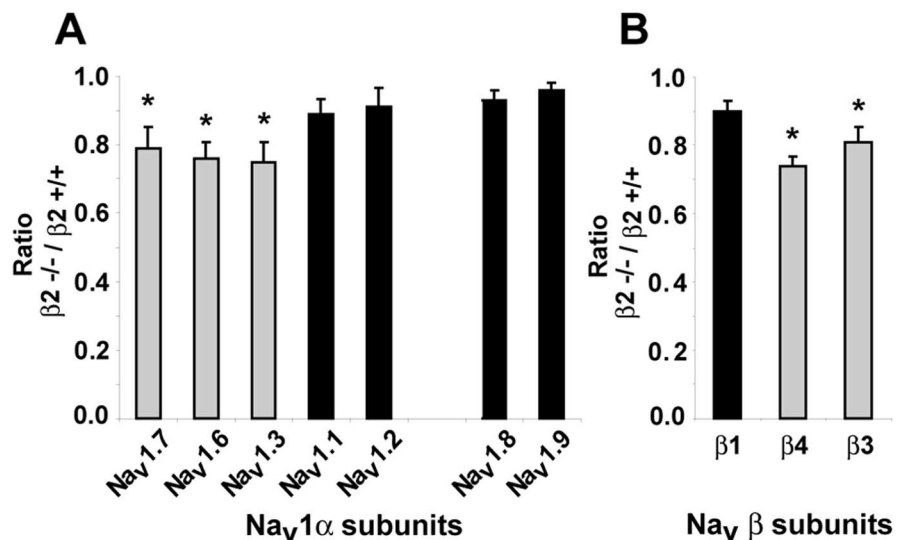 A
1.0
0.8
0.6
0.4
0.2
0.0
Ratio
β2 -/- / β2 +/+
*
*
*
Naᵥ1.7
Naᵥ1.6
Naᵥ1.3
Naᵥ1.1
Naᵥ1.2
Naᵥ1.8
Naᵥ1.9
Naᵥ1α subunits
B
1.0
0.8
0.6
0.4
0.2
0.0
Ratio
β2 -/- / β2 +/+
*
*
β1
β4
β3
Naᵥ β subunits